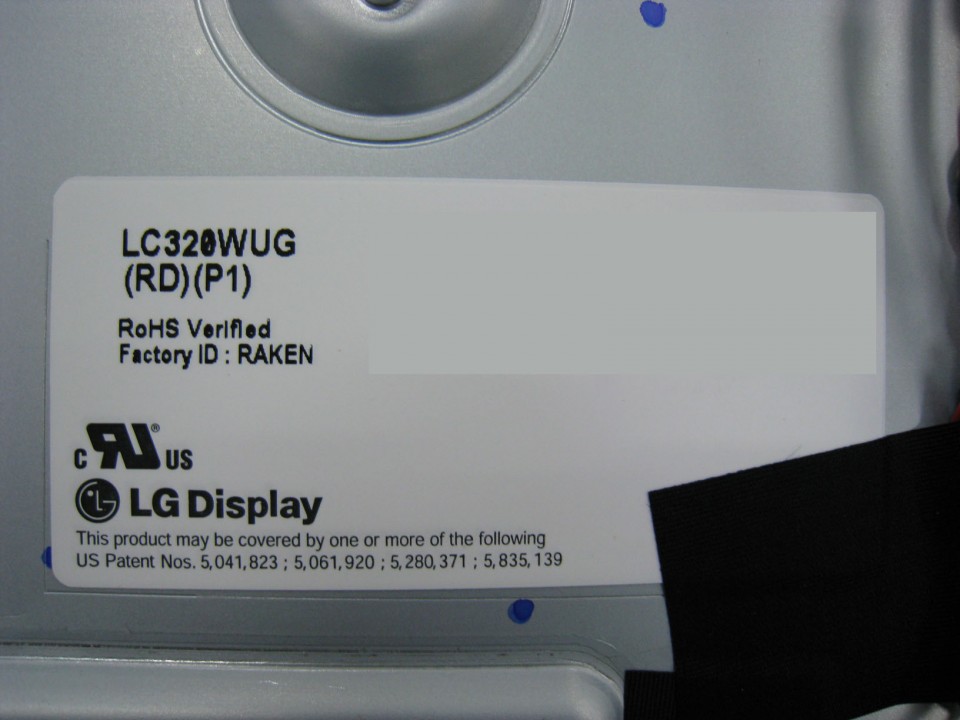 LC320WUG
(RD)(P1)
RoHS Verified
Factory ID : RAKEN
c RU ® US
LG LG Display
This product may be covered by one or more of the following
US Patent Nos. 5,041,823 ; 5,061,920 ; 5,280,371 ; 5,835,139